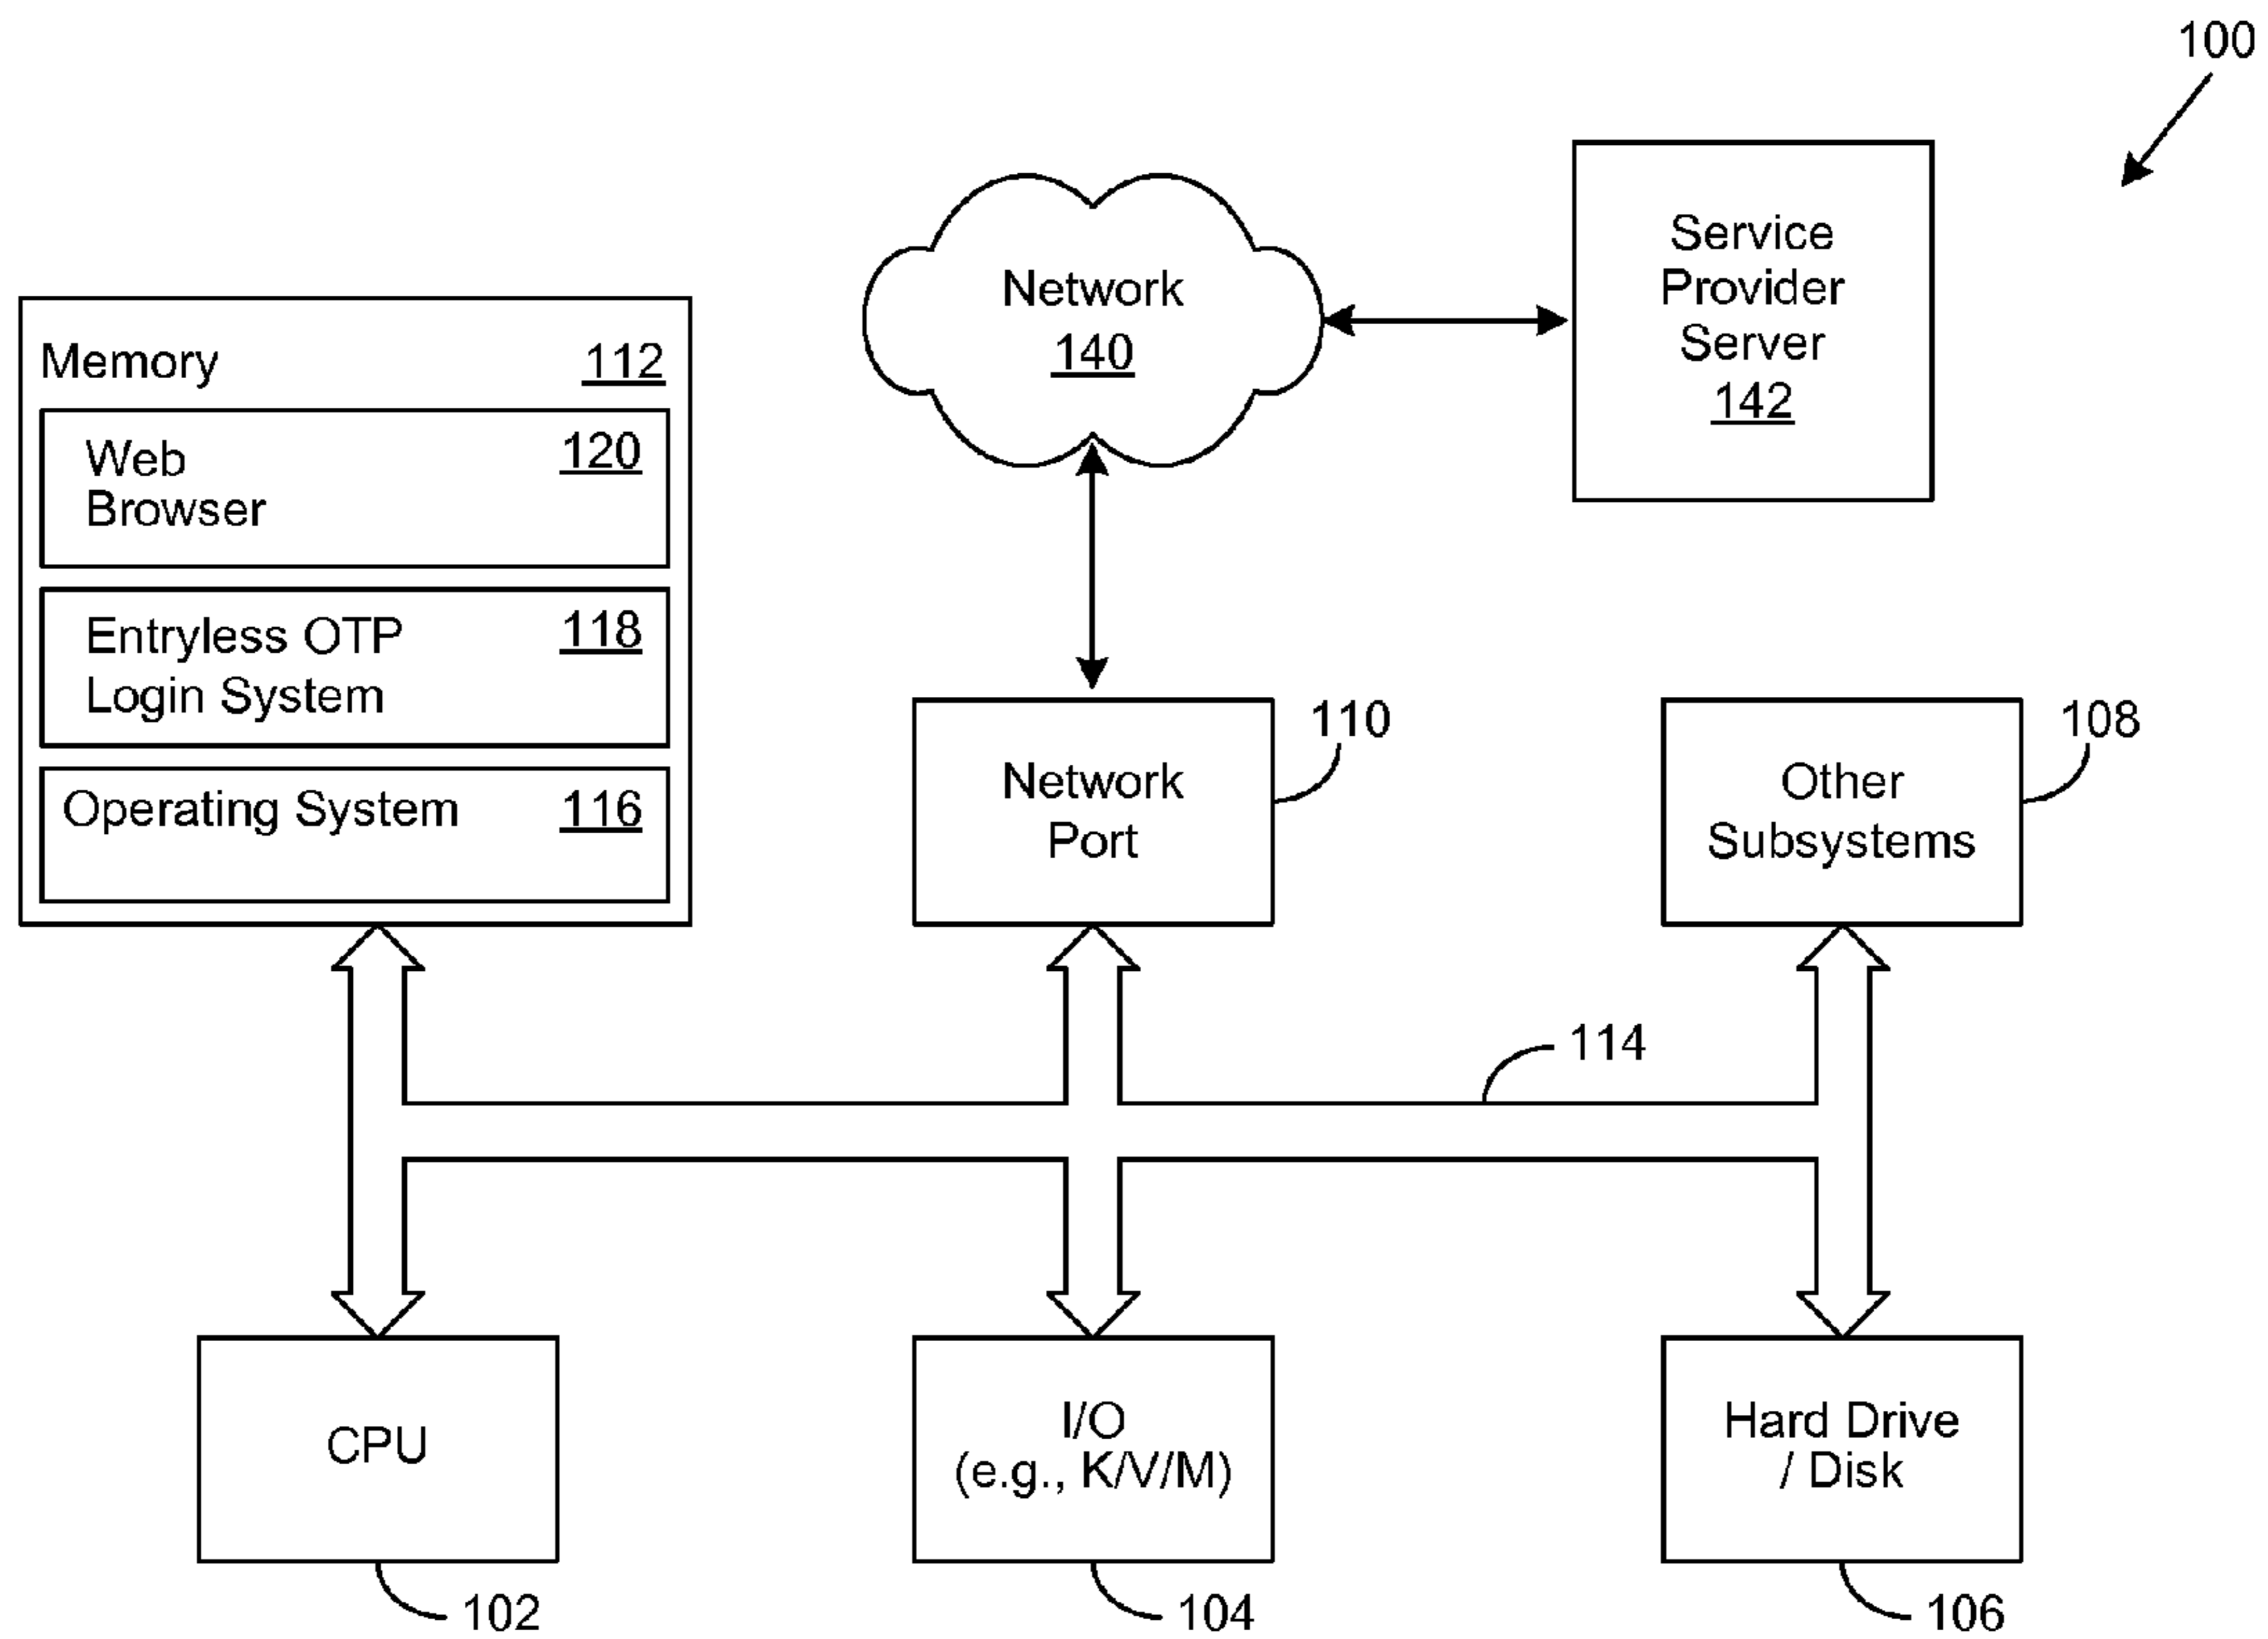 100
Service
Provider
Server
142
Network
140
Memory 112
Web 120
Browser
Entryless OTP 118
Login System
Operating System 116
Network
Port
110
Other
Subsystems
108
114
CPU
102
I/O
(e.g., K/V/M)
104
Hard Drive
/ Disk
106